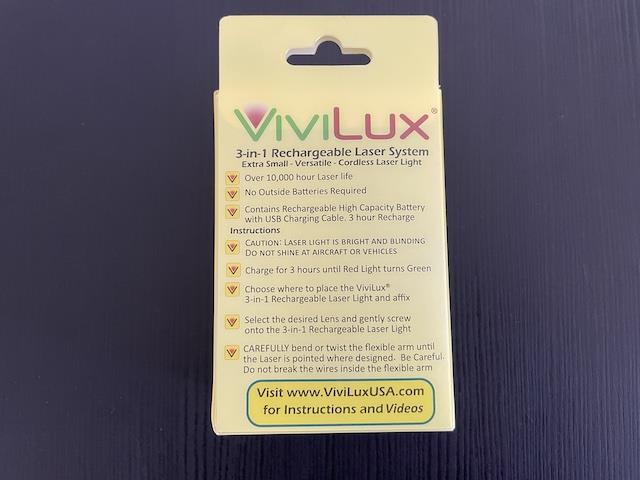 ViviLux®
3-in-1 Rechargeable Laser System
Extra Small - Versatile - Cordless Laser Light
Over 10,000 hour Laser life
No Outside Batteries Required
Contains Rechargeable High Capacity Battery
with USB Charging Cable. 3 hour Recharge
Instructions
CAUTION: LASER LIGHT IS BRIGHT AND BLINDING
DO NOT SHINE AT AIRCRAFT OR VEHICLES
Charge for 3 hours until Red Light turns Green
Choose where to place the ViviLux®
3-in-1 Rechargeable Laser Light and affix
Select the desired Lens and gently screw
onto the 3-in-1 Rechargeable Laser Light
CAREFULLY bend or twist the flexible arm until
the Laser is pointed where designed. Be Careful.
Do not break the wires inside the flexible arm
Visit www.ViviLuxUSA.com
for Instructions and Videos